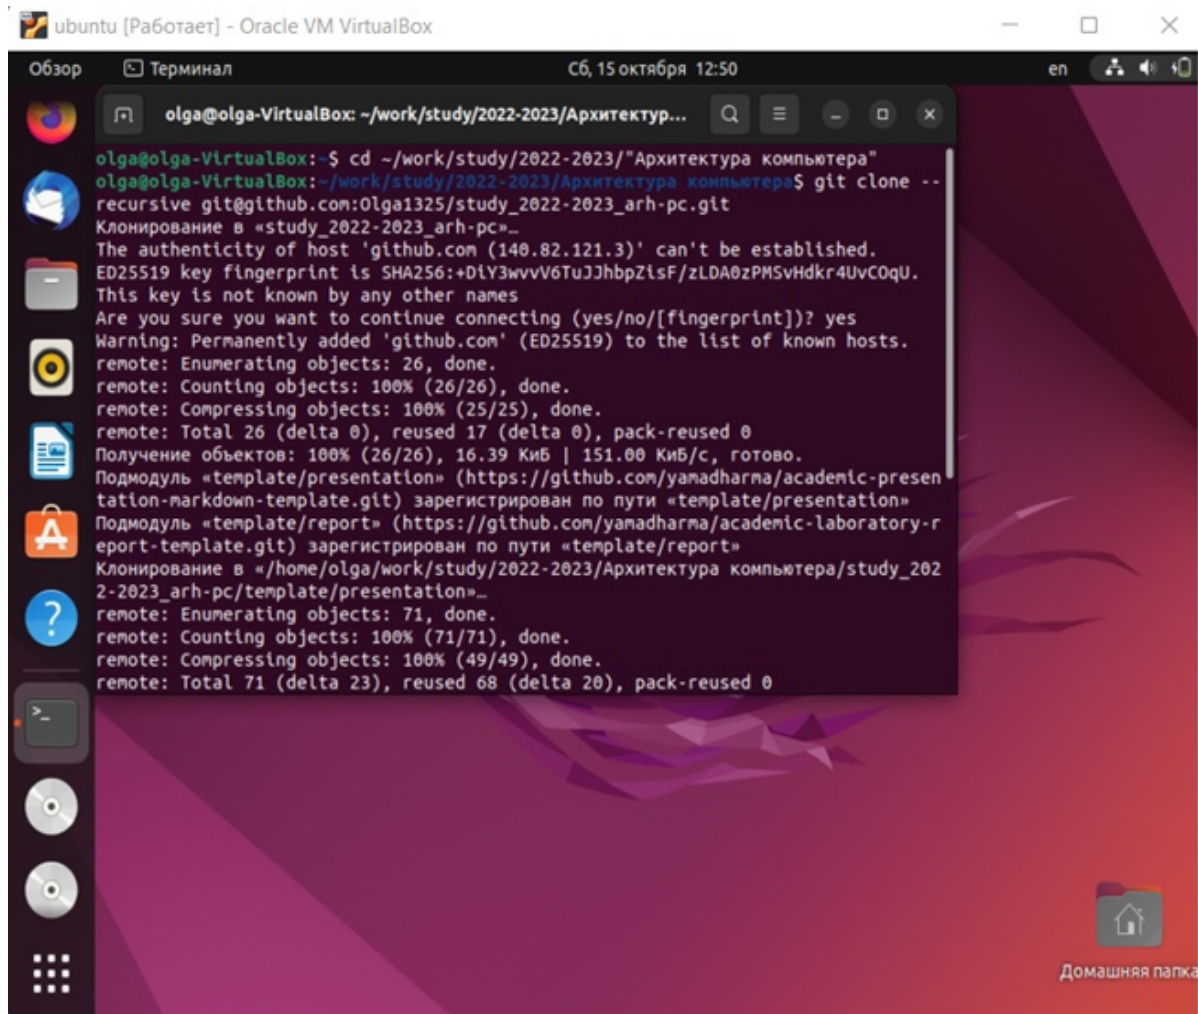 ubuntu [Работает] - Oracle VM VirtualBox
Обзор Терминал Сб, 15 октября 12:50 en
olga@olga-VirtualBox: ~/work/study/2022-2023/Архитектур...
olga@olga-VirtualBox:~$ cd ~/work/study/2022-2023/"Архитектура компьютера"
olga@olga-VirtualBox:~/work/study/2022-2023/Архитектура компьютера$ git clone --
recursive git@github.com:Olga1325/study_2022-2023_arh-pc.git
Клонирование в «study_2022-2023_arh-pc»…
The authenticity of host 'github.com (140.82.121.3)' can't be established.
ED25519 key fingerprint is SHA256:+DiY3wvvV6TuJJhbpZisF/zLDA0zPMSvHdkr4UvCOqU.
This key is not known by any other names
Are you sure you want to continue connecting (yes/no/[fingerprint])? yes
Warning: Permanently added 'github.com' (ED25519) to the list of known hosts.
remote: Enumerating objects: 26, done.
remote: Counting objects: 100% (26/26), done.
remote: Compressing objects: 100% (25/25), done.
remote: Total 26 (delta 0), reused 17 (delta 0), pack-reused 0
Получение объектов: 100% (26/26), 16.39 КиБ | 151.00 КиБ/с, готово.
Подмодуль «template/presentation» (https://github.com/yamadharma/academic-presen
tation-markdown-template.git) зарегистрирован по пути «template/presentation»
Подмодуль «template/report» (https://github.com/yamadharma/academic-laboratory-r
eport-template.git) зарегистрирован по пути «template/report»
Клонирование в «/home/olga/work/study/2022-2023/Архитектура компьютера/study_202
2-2023_arh-pc/template/presentation»…
remote: Enumerating objects: 71, done.
remote: Counting objects: 100% (71/71), done.
remote: Compressing objects: 100% (49/49), done.
remote: Total 71 (delta 23), reused 68 (delta 20), pack-reused 0
Домашняя папка